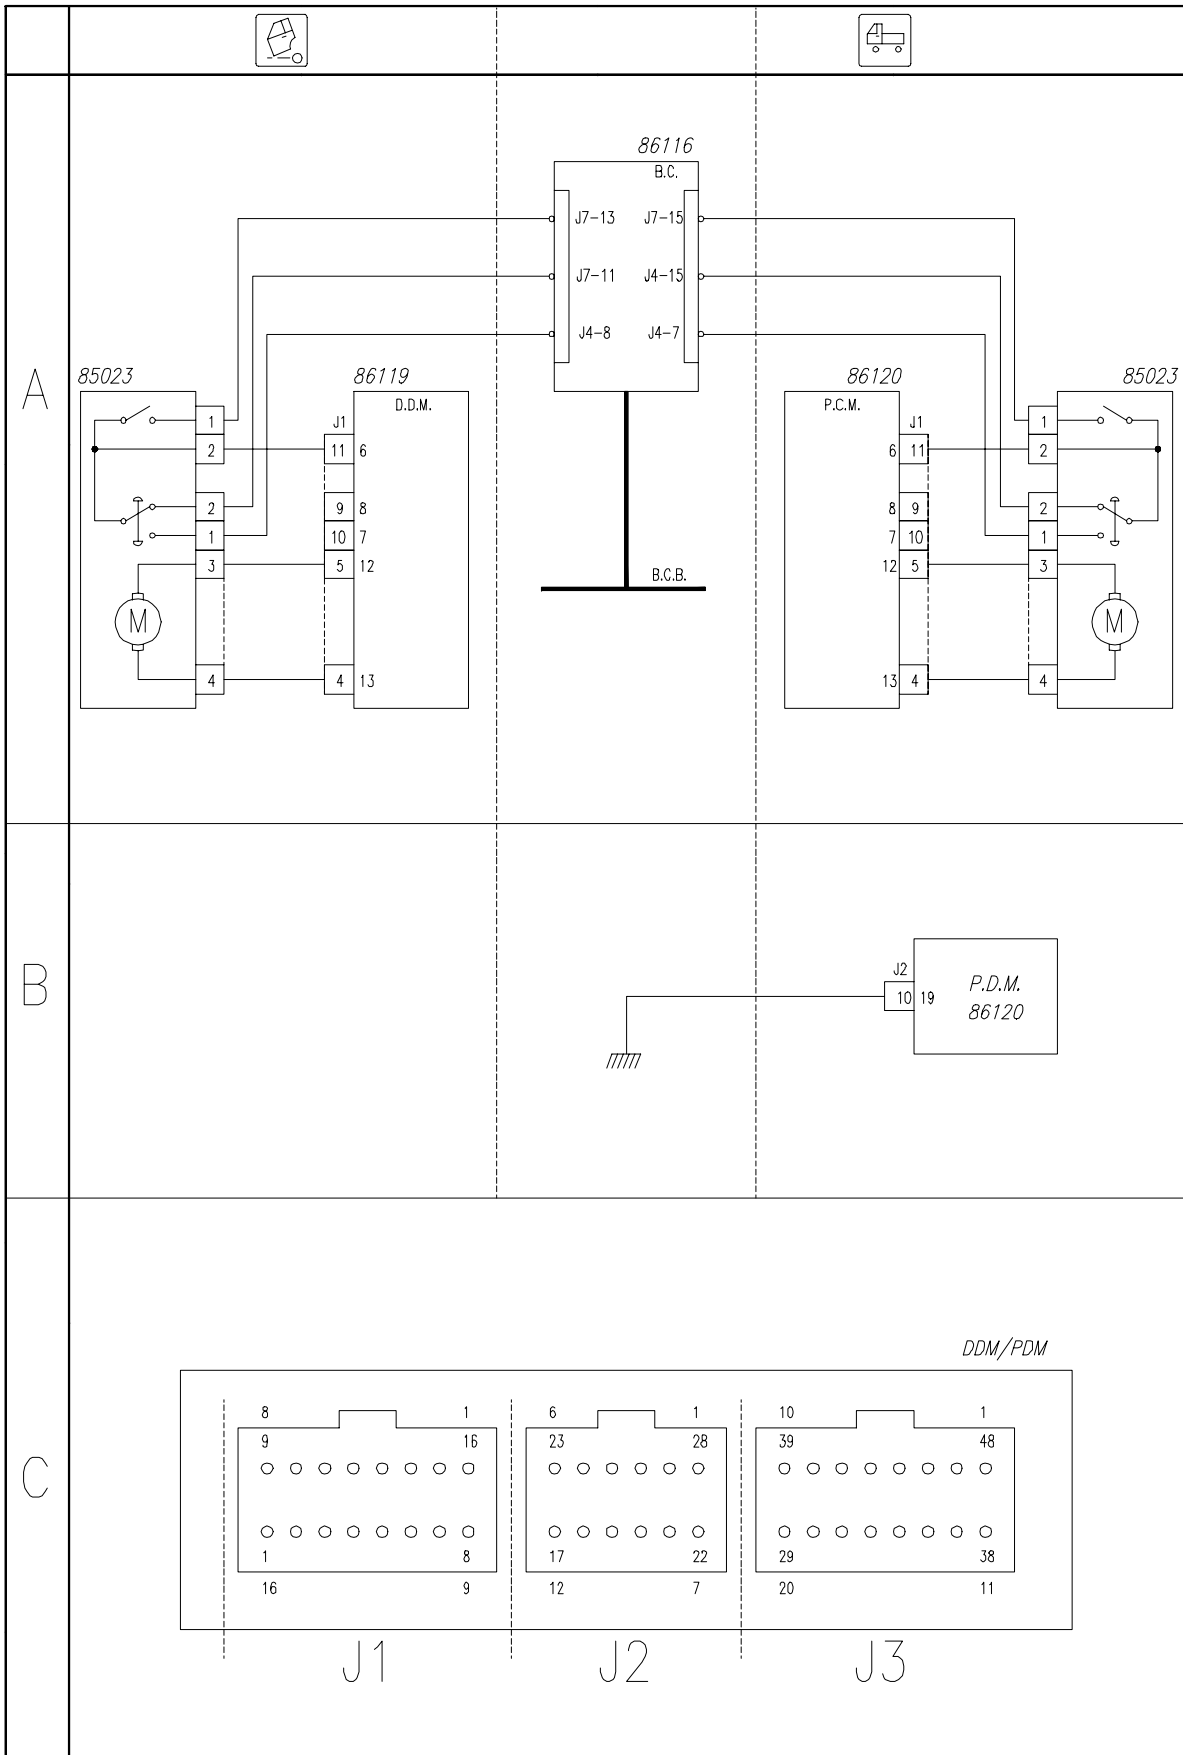 86116
B.C.
J7-13 J7-15
J7-11 J4-15
J4-8 J4-7
A
85023 86119 86120 85023
D.D.M. P.C.M.
1 J1 J1 1
2 11 6 6 11 2
2 9 8 8 9 2
1 10 7 7 10 1
3 5 12 12 5 3
B.C.B.
M M
4 4 13 13 4 4
B
J2
10 19
P.D.M.
86120
C
DDM/PDM
8 1 6 1 10 1
9 16 23 28 39 48
1 8 17 22 29 38
16 9 12 7 20 11
J1 J2 J3